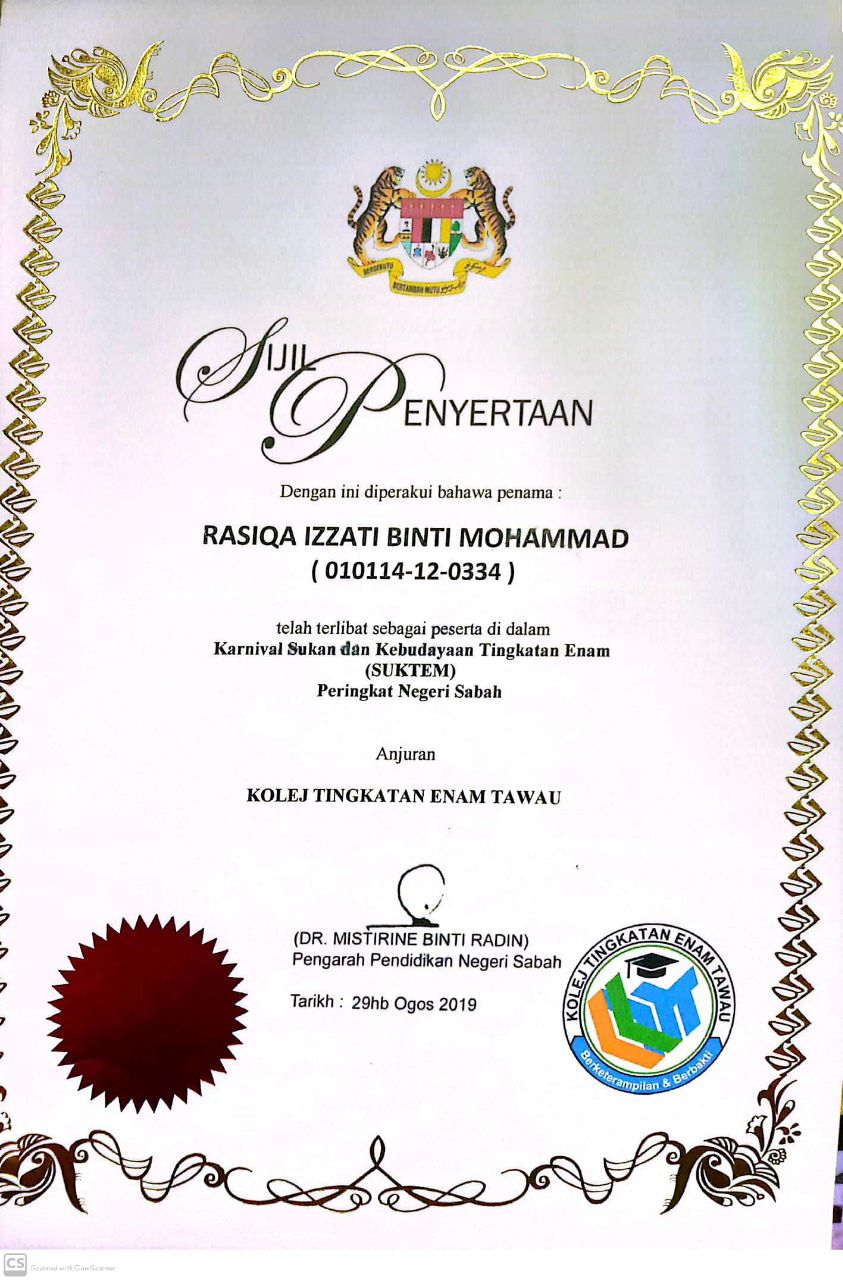 BERSEKUTU
BERTAMBAH MUTU
SIJIL
PENYERTAAN
Dengan ini diperakui bahawa penama :
RASIQA IZZATI BINTI MOHAMMAD
( 010114-12-0334 )
telah terlibat sebagai peserta di dalam
Karnival Sukan dan Kebudayaan Tingkatan Enam
(SUKTEM)
Peringkat Negeri Sabah
Anjuran
KOLEJ TINGKATAN ENAM TAWAU
(DR. MISTIRINE BINTI RADIN)
Pengarah Pendidikan Negeri Sabah
Tarikh : 29hb Ogos 2019
KOLEJ TINGKATAN ENAM TAWAU
Berketerampilan & Berbakti
CS Scanned with CamScanner